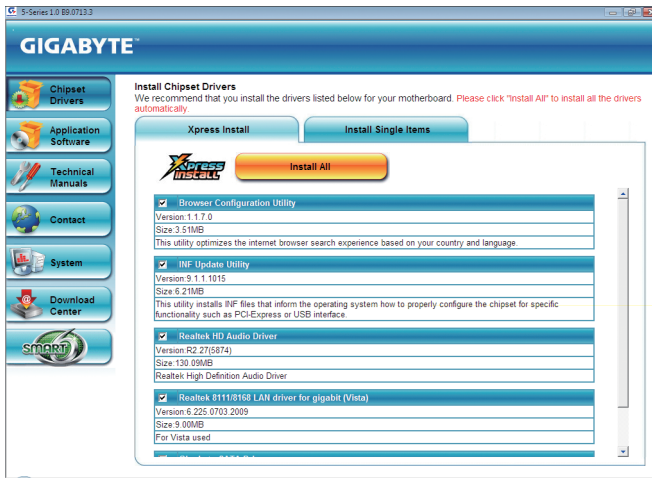 5-Series 1.0 B9.0713.3
GIGABYTE™
Chipset
Drivers
Application
Software
Technical
Manuals
Contact
System
Download
Center
SMART6
Install Chipset Drivers
We recommend that you install the drivers listed below for your motherboard. Please click "Install All" to install all the drivers
automatically.
Xpress Install
Install Single Items
Xpress
Install
Install All
Browser Configuration Utility
Version:1.1.7.0
Size:3.51MB
This utility optimizes the internet browser search experience based on your country and language.
INF Update Utility
Version:9.1.1.1015
Size:6.21MB
This utility installs INF files that inform the operating system how to properly configure the chipset for specific
functionality such as PCI-Express or USB interface.
Realtek HD Audio Driver
Version:R2.27(5874)
Size:130.09MB
Realtek High Definition Audio Driver
Realtek 8111/8168 LAN driver for gigabit (Vista)
Version:6.225.0703.2009
Size:9.00MB
For Vista used